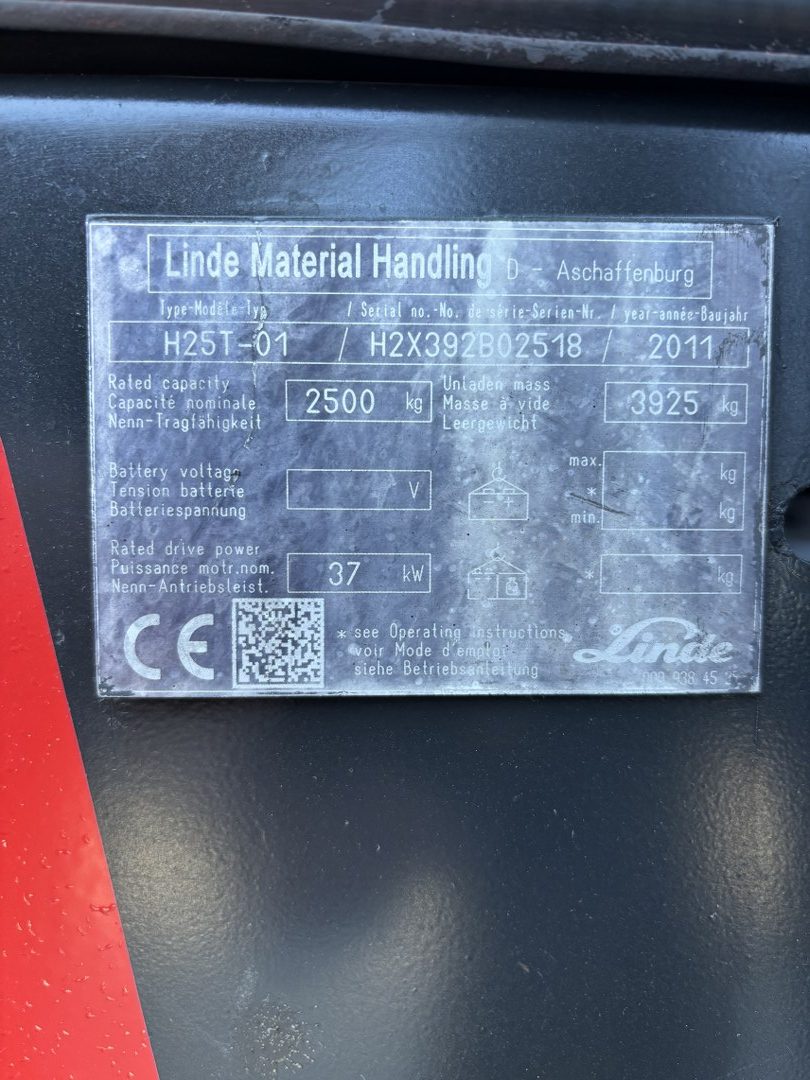 Linde Material Handling D - Aschaffenburg
Type-Modèle-Typ / Serial no.-No. de série-Serien-Nr. / year-année-Baujahr
H25T-01 / H2X392B02518 / 2011
Rated capacity
Capacité nominale
Nenn-Tragfähigkeit
2500 kg
Unladen mass
Masse à vide
Leergewicht
3925 kg
Battery voltage
Tension batterie
Batteriespannung
V
max. kg
*
min. kg
Rated drive power
Puissance motr.nom.
Nenn-Antriebsleist.
37 kW
* kg
CE
* see Operating instructions
voir Mode d'emploi
siehe Betriebsanleitung
Linde
009 938 45